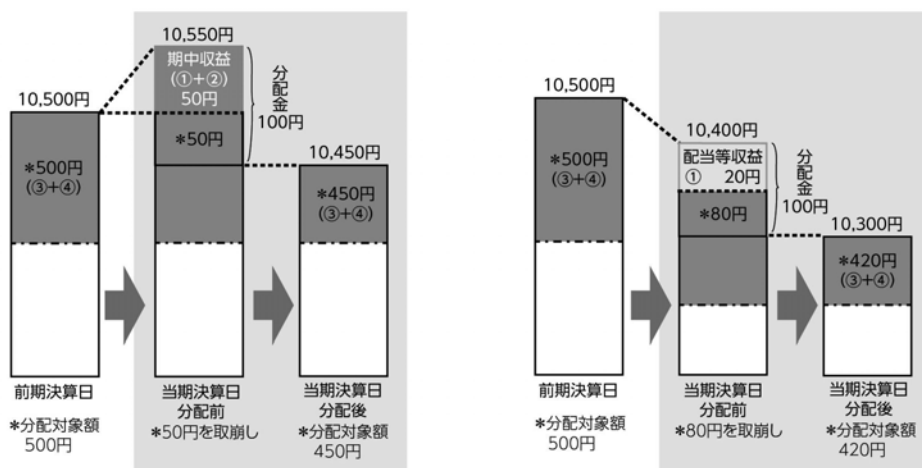 10,550円
期中収益
(①+②)
50円
分配金
100円
10,500円
*500円
(③+④)
*50円
10,450円
*450円
(③+④)
前期決算日
*分配対象額
500円
当期決算日
分配前
*50円を取崩し
当期決算日
分配後
*分配対象額
450円
10,500円
*500円
(③+④)
10,400円
配当等収益
① 20円
分配金
100円
*80円
10,300円
*420円
(③+④)
前期決算日
*分配対象額
500円
当期決算日
分配前
*80円を取崩し
当期決算日
分配後
*分配対象額
420円